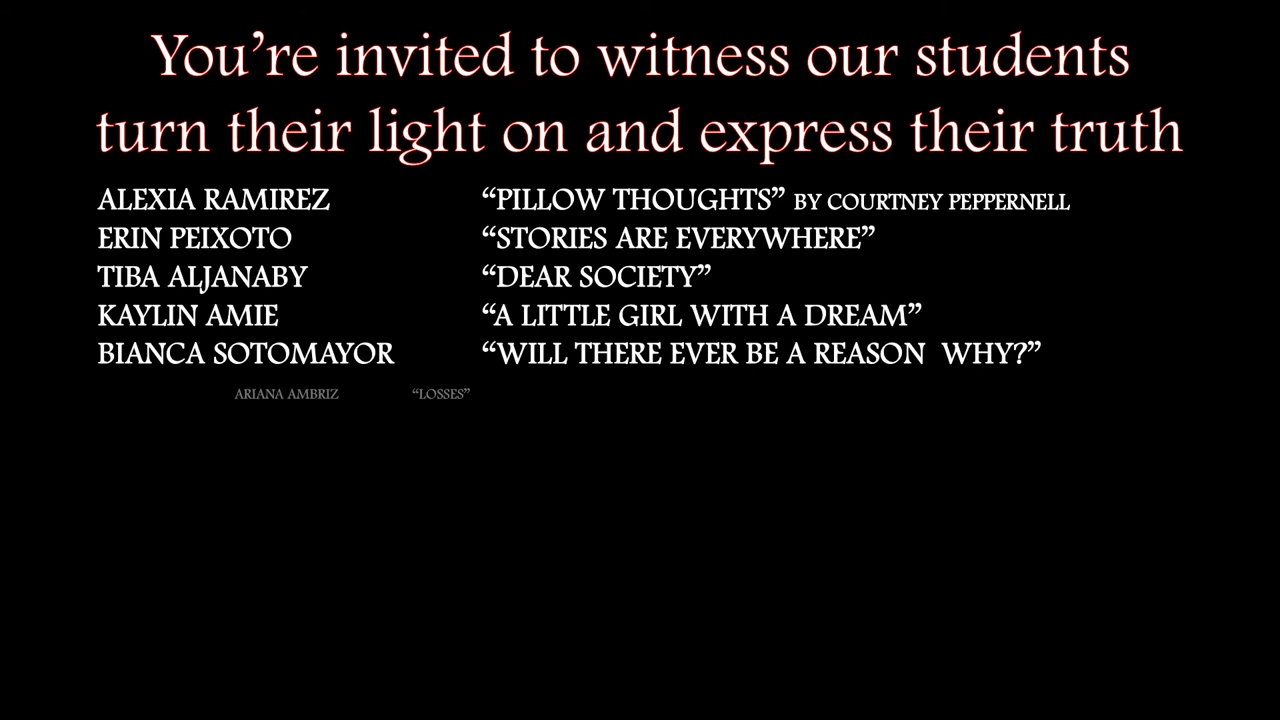 You’re invited to witness our students
turn their light on and express their truth
ALEXIA RAMIREZ “PILLOW THOUGHTS” BY COURTNEY PEPPERNELL
ERIN PEIXOTO “STORIES ARE EVERYWHERE”
TIBA ALJANABY “DEAR SOCIETY”
KAYLIN AMIE “A LITTLE GIRL WITH A DREAM”
BIANCA SOTOMAYOR “WILL THERE EVER BE A REASON WHY?”
ARIANA AMBRIZ “LOSSES”